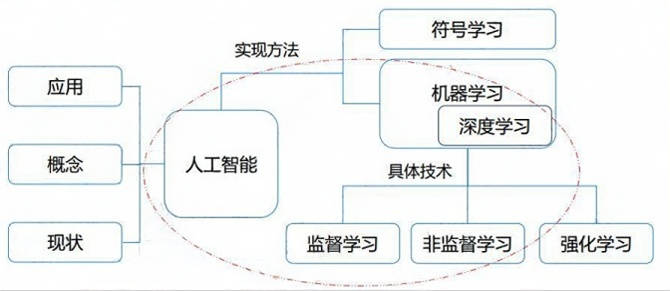 符号学习
实现方法
应用
机器学习
深度学习
概念
人工智能
具体技术
现状
监督学习
非监督学习
强化学习